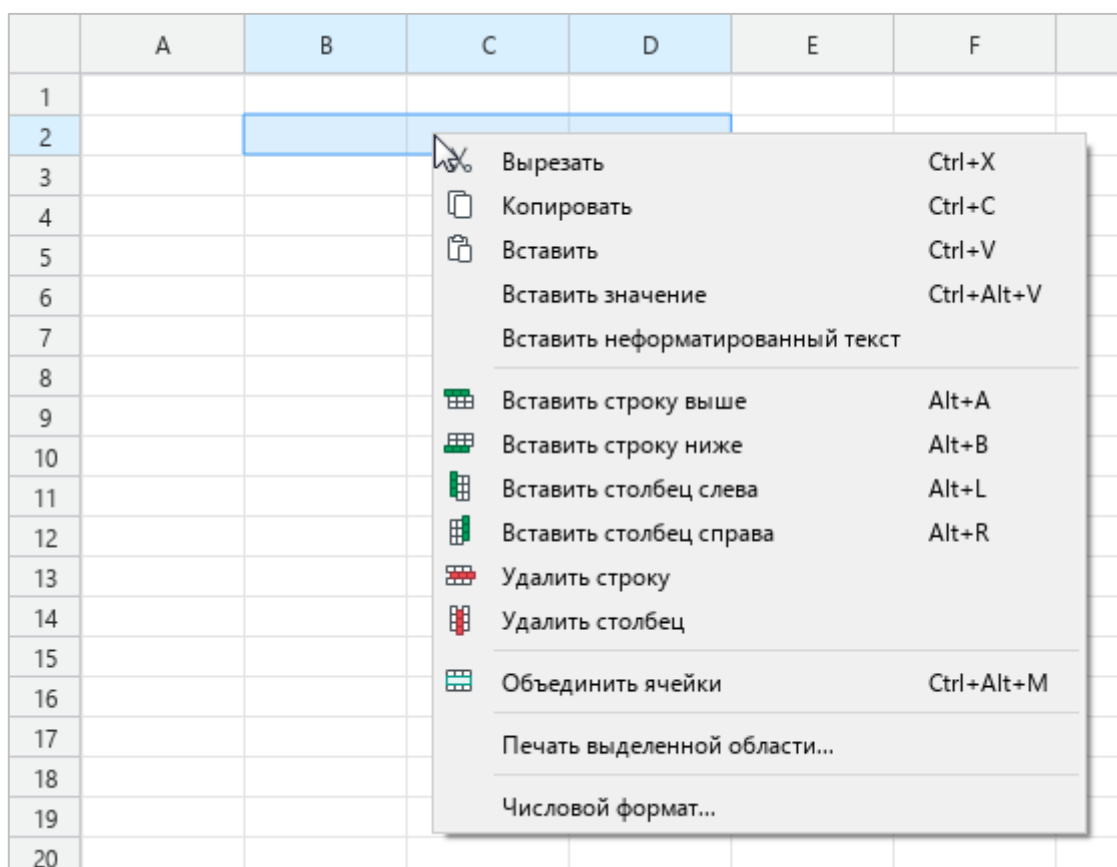 A B C D E F
1
2
Вырезать Ctrl+X
3
Копировать Ctrl+C
4
Вставить Ctrl+V
5
Вставить значение Ctrl+Alt+V
6
Вставить неформатированный текст
7
8
Вставить строку выше Alt+A
9
Вставить строку ниже Alt+B
10
Вставить столбец слева Alt+L
11
Вставить столбец справа Alt+R
12
Удалить строку
13
Удалить столбец
14
15
Объединить ячейки Ctrl+Alt+M
16
17
Печать выделенной области...
18
Числовой формат...
19
20